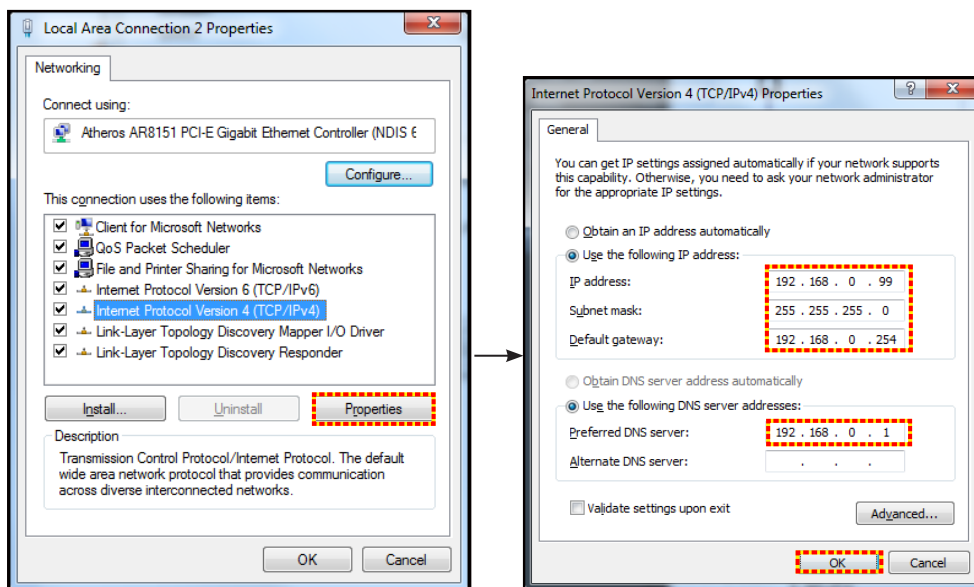 Local Area Connection 2 Properties
Networking
Connect using:
Atheros AR8151 PCI-E Gigabit Ethernet Controller (NDIS 6
Configure...
This connection uses the following items:
Client for Microsoft Networks
QoS Packet Scheduler
File and Printer Sharing for Microsoft Networks
Internet Protocol Version 6 (TCP/IPv6)
Internet Protocol Version 4 (TCP/IPv4)
Link-Layer Topology Discovery Mapper I/O Driver
Link-Layer Topology Discovery Responder
Install...
Uninstall
Properties
Description
Transmission Control Protocol/Internet Protocol. The default
wide area network protocol that provides communication
across diverse interconnected networks.
OK
Cancel
Internet Protocol Version 4 (TCP/IPv4) Properties
General
You can get IP settings assigned automatically if your network supports
this capability. Otherwise, you need to ask your network administrator
for the appropriate IP settings.
Obtain an IP address automatically
Use the following IP address:
IP address: 192 . 168 . 0 . 99
Subnet mask: 255 . 255 . 255 . 0
Default gateway: 192 . 168 . 0 . 254
Obtain DNS server address automatically
Use the following DNS server addresses:
Preferred DNS server: 192 . 168 . 0 . 1
Alternate DNS server: . . .
Validate settings upon exit
Advanced...
OK
Cancel